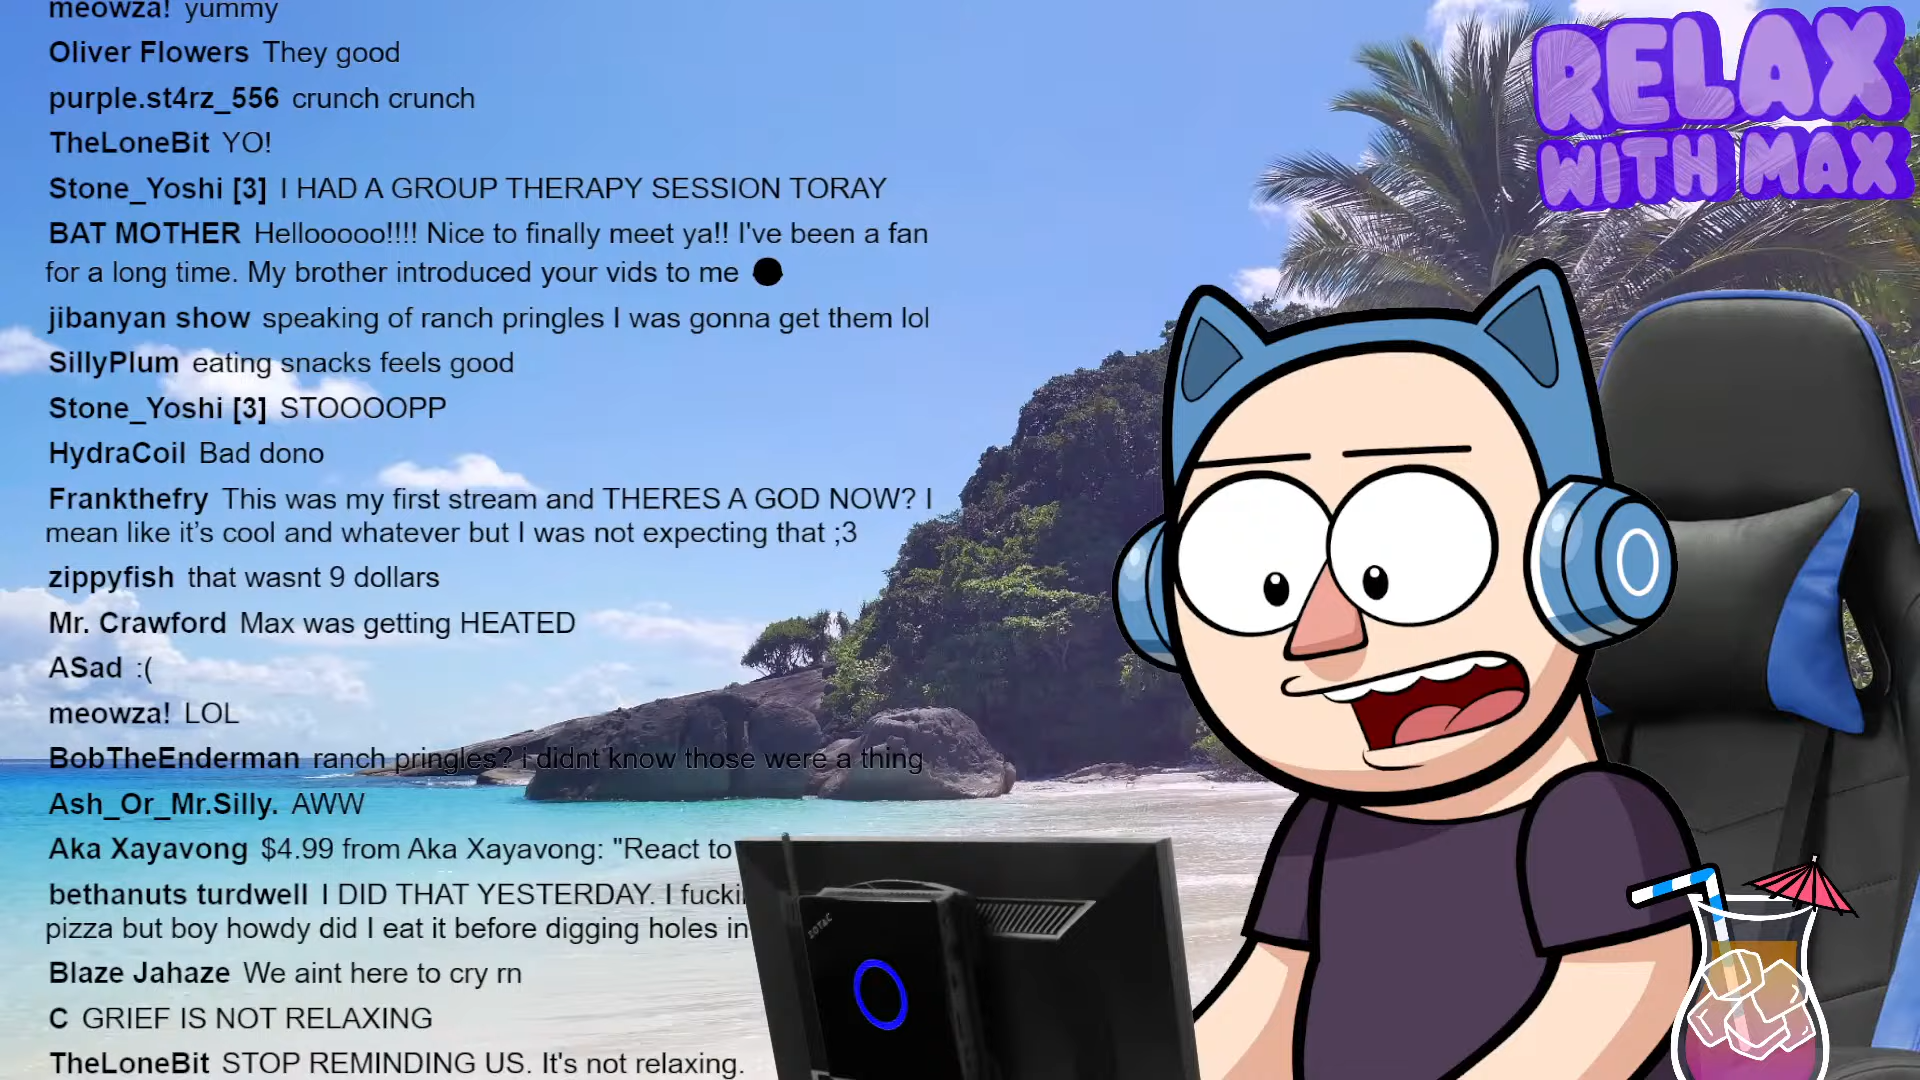 meowza! yummy
Oliver Flowers They good
purple.st4rz_556 crunch crunch
TheLoneBit YO!
Stone_Yoshi [3] I HAD A GROUP THERAPY SESSION TORAY
BAT MOTHER Hellooooo!!!! Nice to finally meet ya!! I've been a fan
for a long time. My brother introduced your vids to me
jibanyan show speaking of ranch pringles I was gonna get them lol
SillyPlum eating snacks feels good
Stone_Yoshi [3] STOOOOPP
HydraCoil Bad dono
Frankthefry This was my first stream and THERES A GOD NOW? I
mean like it’s cool and whatever but I was not expecting that ;3
zippyfish that wasnt 9 dollars
Mr. Crawford Max was getting HEATED
ASad :(
meowza! LOL
BobTheEnderman ranch pringles? i didnt know those were a thing
Ash_Or_Mr.Silly. AWW
Aka Xayavong $4.99 from Aka Xayavong: "React to
bethanuts turdwell I DID THAT YESTERDAY. I fucki
pizza but boy howdy did I eat it before digging holes in
Blaze Jahaze We aint here to cry rn
C GRIEF IS NOT RELAXING
TheLoneBit STOP REMINDING US. It's not relaxing.
RELAX
WITH MAX
ZOTAC